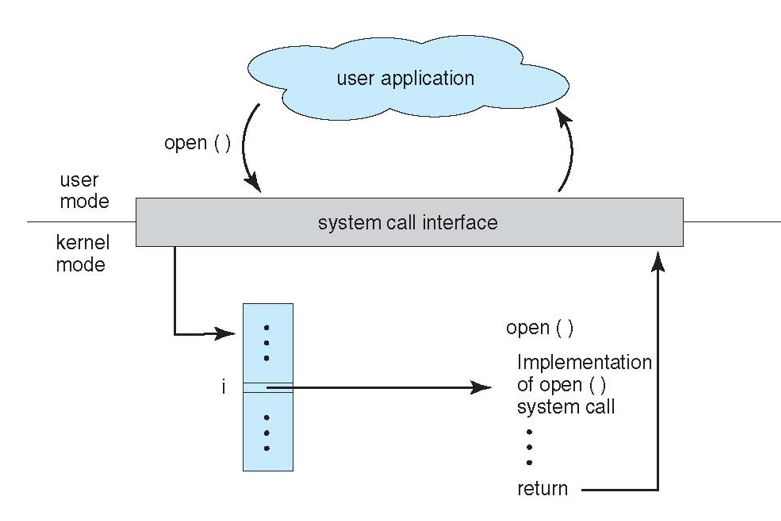 user application
open ( )
user
mode
system call interface
kernel
mode
open ( )
i
Implementation
of open ( )
system call
return